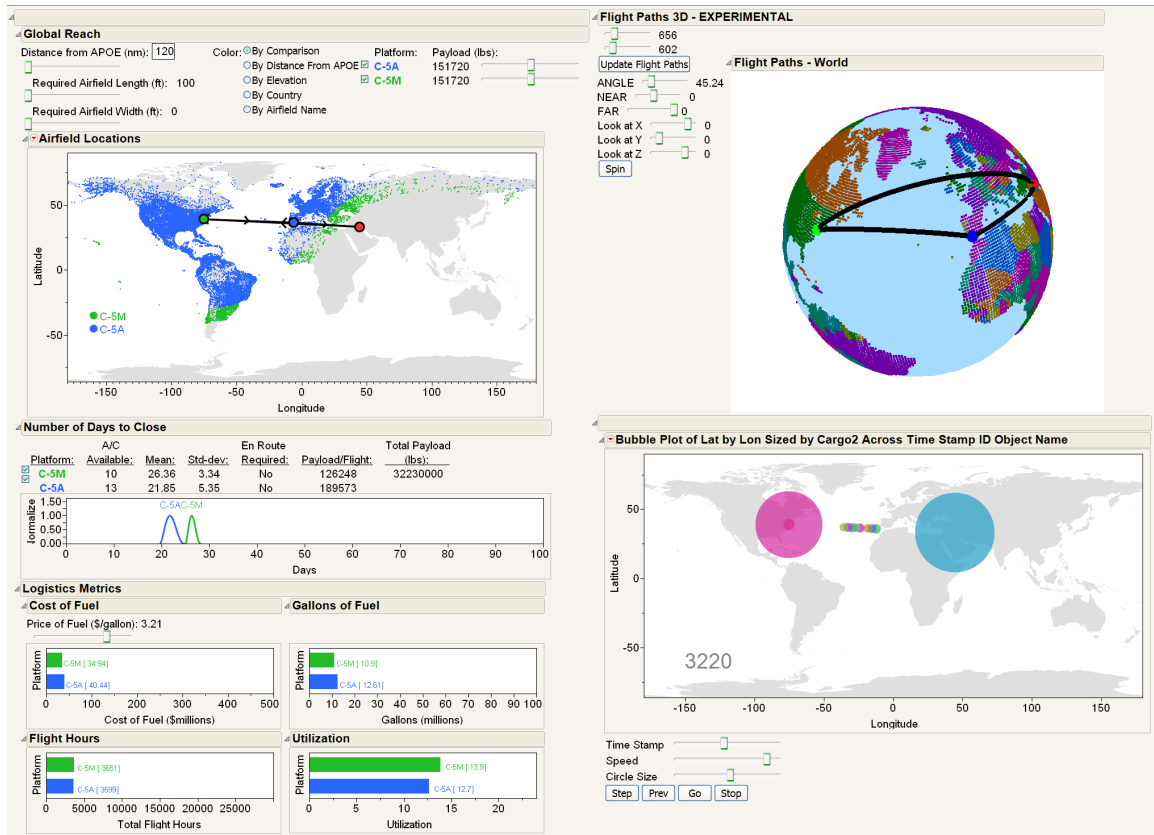 Global Reach
Distance from APOE (nm): 120
Required Airfield Length (ft): 100
Required Airfield Width (ft): 0
Color: By Comparison
By Distance From APOE
By Elevation
By Country
By Airfield Name
Platform: Payload (lbs):
C-5A 151720
C-5M 151720
Airfield Locations
50
0
-50
Latitude
C-5M
C-5A
-150 -100 -50 0 50 100 150
Longitude
Number of Days to Close
A/C En Route Total Payload
Platform: Available: Mean: Std-dev: Required: Payload/Flight: (lbs):
C-5M 10 26.36 3.34 No 126248 32230000
C-5A 13 21.85 5.35 No 189573
1.50
1.00
0.50
0.00
Normalize
C-5A C-5M
0 10 20 30 40 50 60 70 80 90 100
Days
Logistics Metrics
Cost of Fuel
Price of Fuel ($/gallon): 3.21
Platform
C-5M [ 34.94]
C-5A [ 40.44]
0 100 200 300 400 500
Cost of Fuel ($millions)
Gallons of Fuel
Platform
C-5M [ 10.9]
C-5A [ 12.61]
0 10 20 30 40 50 60 70 80 90 100
Gallons (millions)
Flight Hours
Platform
C-5M [ 3651]
C-5A [ 3599]
0 5000 10000 15000 20000 25000
Total Flight Hours
Utilization
Platform
C-5M [ 13.9]
C-5A [ 12.7]
0 5 10 15 20
Utilization
Flight Paths 3D - EXPERIMENTAL
656
602
Update Flight Paths
ANGLE 45.24
NEAR 0
FAR 0
Look at X 0
Look at Y 0
Look at Z 0
Spin
Flight Paths - World
Bubble Plot of Lat by Lon Sized by Cargo2 Across Time Stamp ID Object Name
50
0
-50
Latitude
3220
-150 -100 -50 0 50 100 150
Longitude
Time Stamp
Speed
Circle Size
Step Prev Go Stop